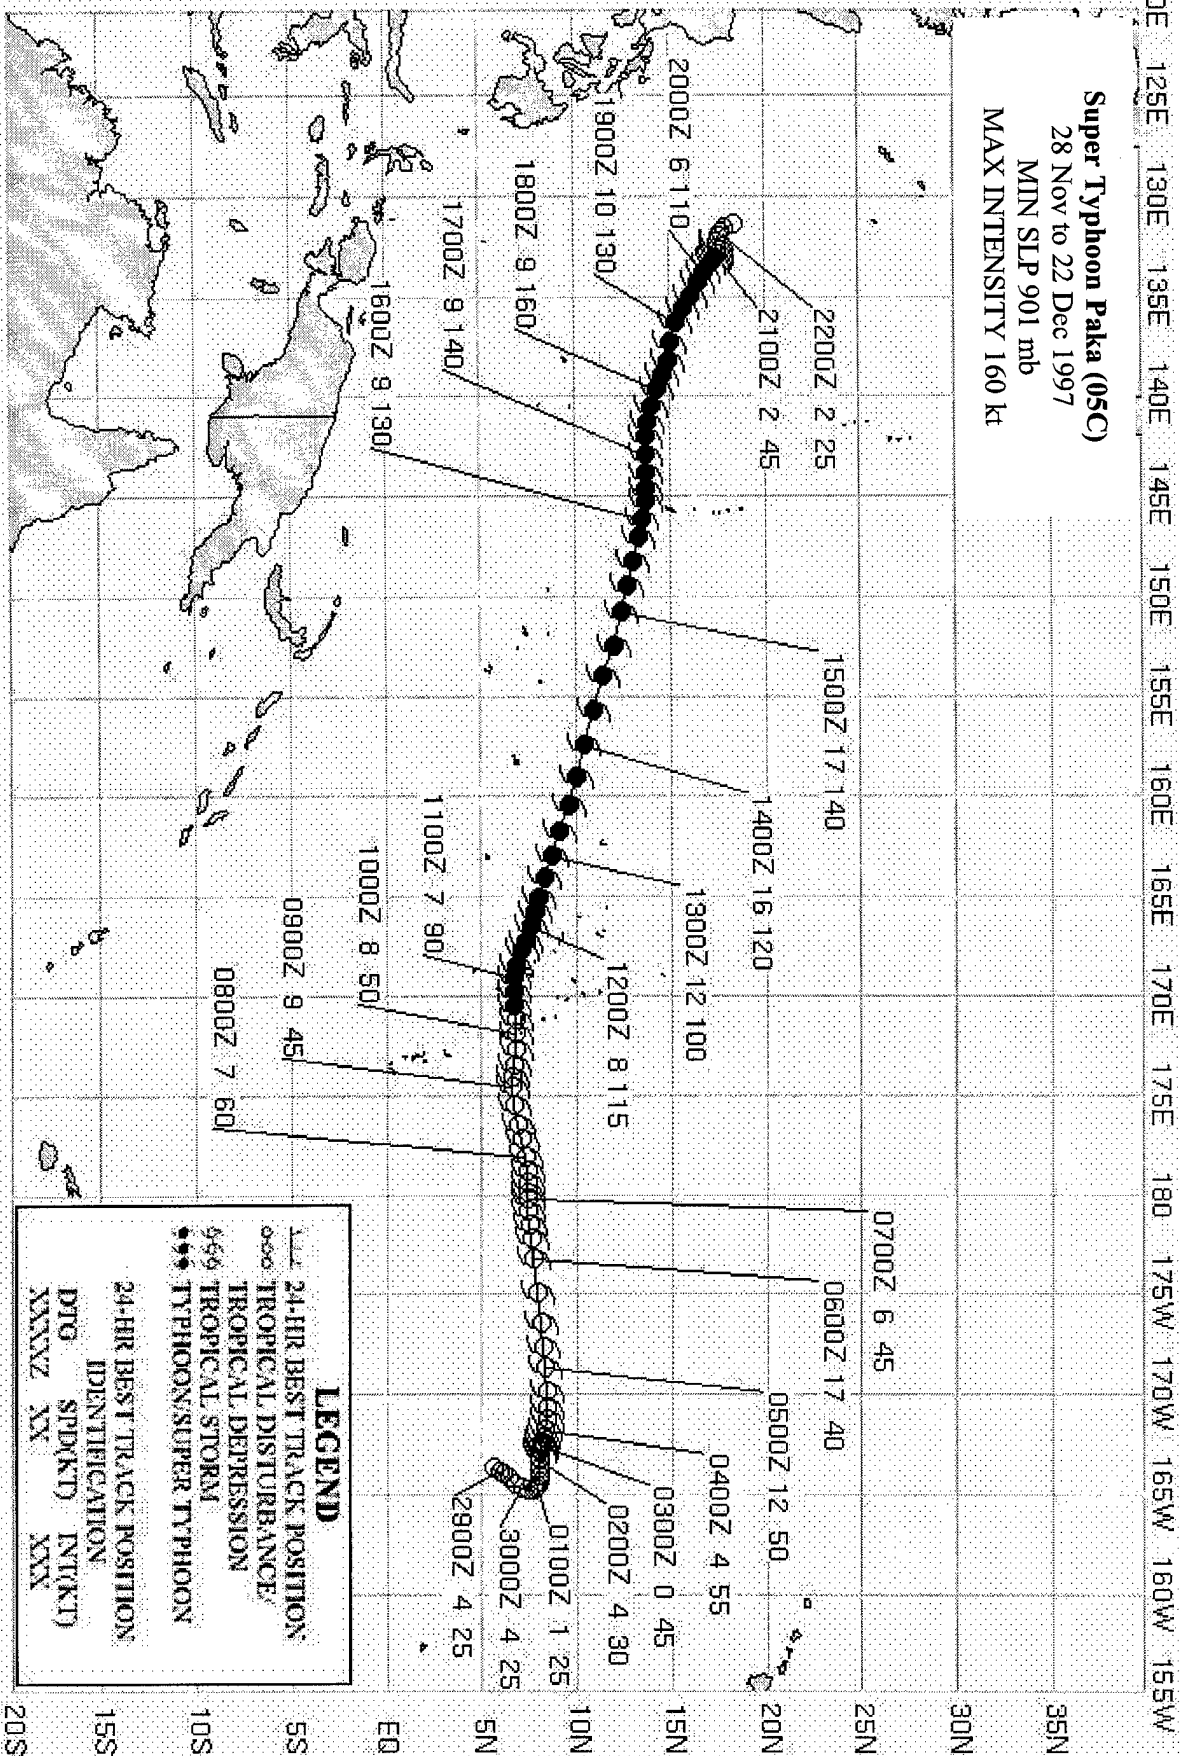 Super Typhoon Paka (05C)
28 Nov to 22 Dec 1997
MIN SLP 901 mb
MAX INTENSITY 160 kt
125E
130E
135E
140E
145E
150E
155E
160E
165E
170E
175E
180
175W
170W
165W
160W
155W
35N
30N
25N
20N
15N
10N
5N
EQ
5S
10S
15S
20S
2200Z 2 25
2100Z 2 45
2000Z 6 110
1900Z 10 130
1800Z 9 160
1700Z 9 140
1600Z 9 130
1500Z 17 140
1400Z 16 120
1300Z 12 100
1200Z 8 115
1100Z 7 90
1000Z 8 50
0900Z 9 45
0800Z 7 60
0700Z 6 45
0600Z 17 40
0500Z 12 50
0400Z 4 55
0300Z 0 45
0200Z 4 30
0100Z 1 25
3000Z 4 25
2900Z 4 25
LEGEND
24-HR BEST TRACK POSITION
TROPICAL DISTURBANCE/
TROPICAL DEPRESSION
TROPICAL STORM
TYPHOON/SUPER TYPHOON
24-HR BEST TRACK POSITION
IDENTIFICATION
DTG SPD(KT) INT(KT)
XXXXZ XX XXX